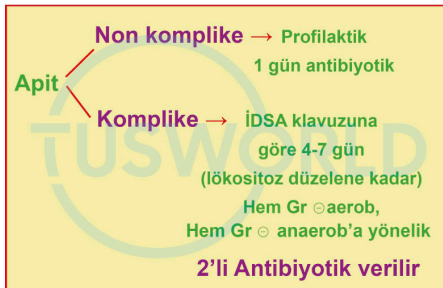 Non komplike → Profilaktik
1 gün antibiyotik
Apit
Komplike → İDSA klavuzuna
göre 4-7 gün
(lökositoz düzelene kadar)
Hem Gr ⊖aerob,
Hem Gr ⊖ anaerob'a yönelik
2'li Antibiyotik verilir
TUSWORLD